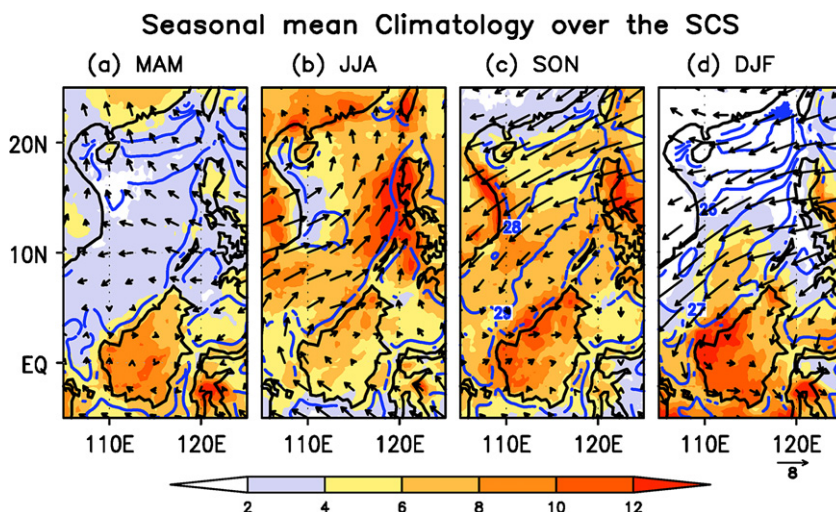 Seasonal mean Climatology over the SCS
(a) MAM (b) JJA (c) SON (d) DJF
20N
10N
EQ
28
29
26
27
110E 120E 110E 120E 110E 120E 110E 120E
8
2 4 6 8 10 12